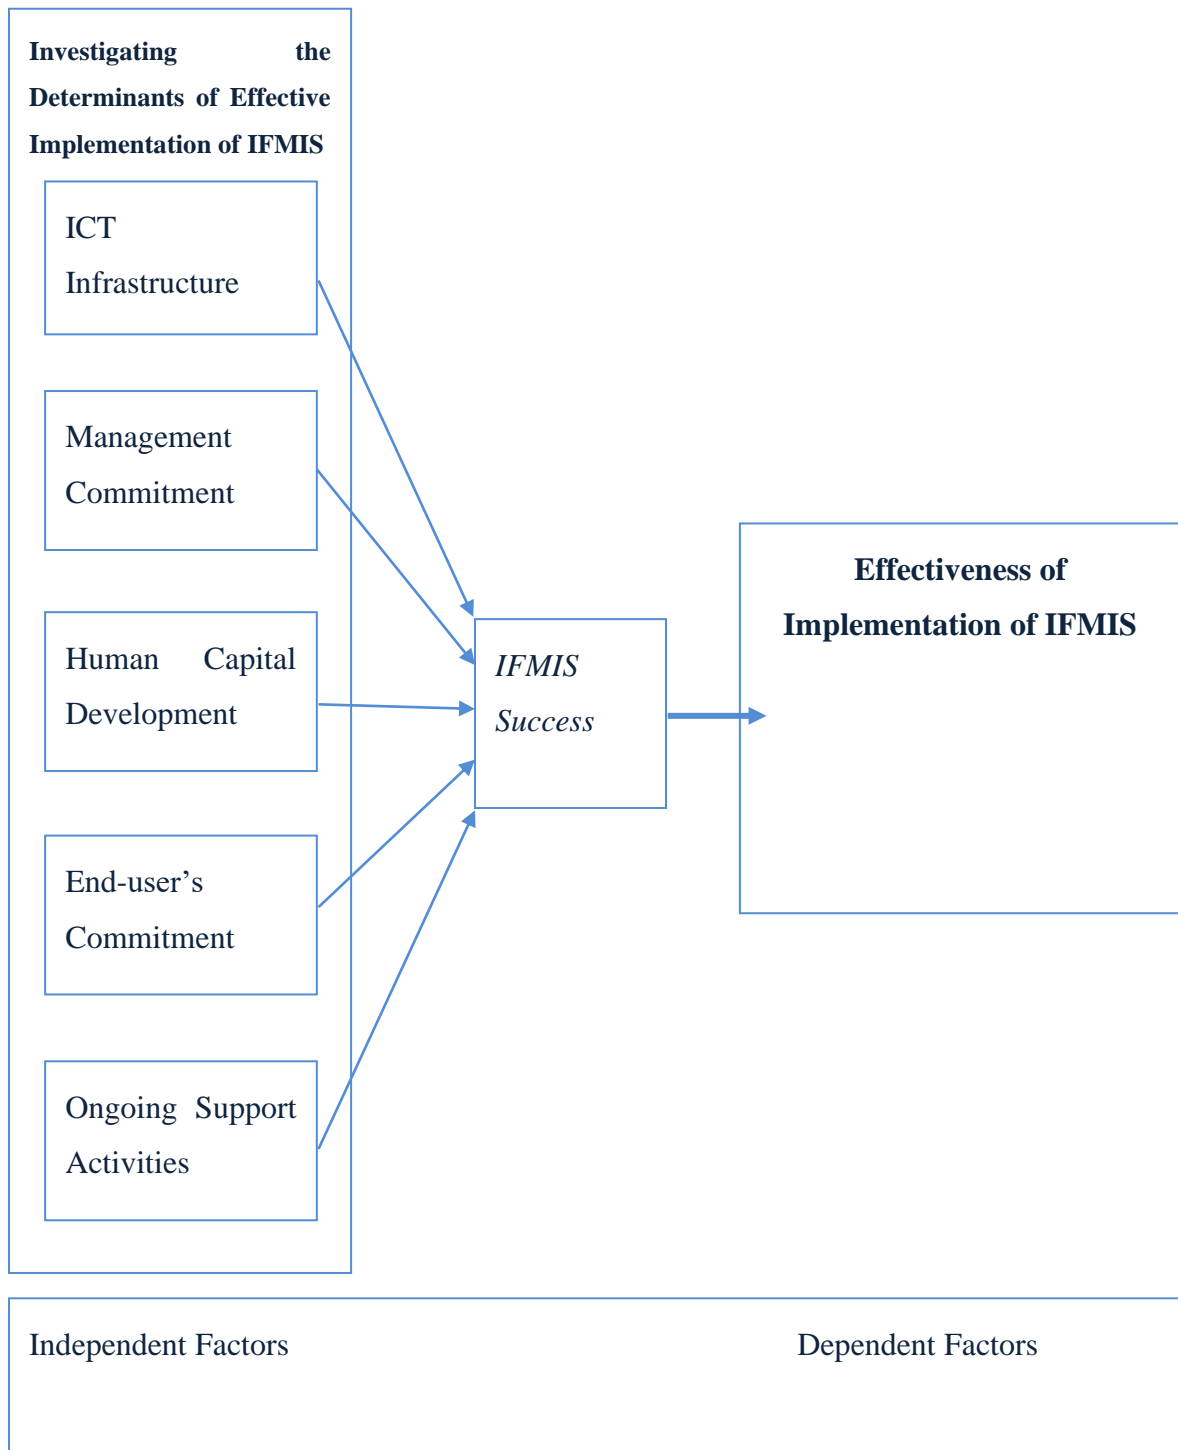 Investigating the
Determinants of Effective
Implementation of IFMIS
ICT
Infrastructure
Management
Commitment
Human Capital
Development
End-user’s
Commitment
Ongoing Support
Activities
IFMIS
Success
Effectiveness of
Implementation of IFMIS
Independent Factors
Dependent Factors